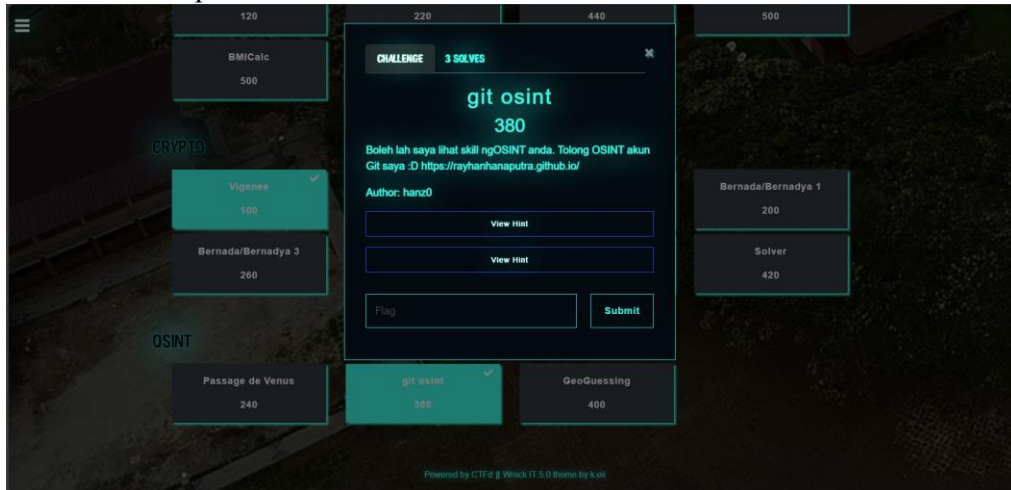 120
220
440
500
BMICalc
500
CHALLENGE
3 SOLVES
git osint
380
Boleh lah saya lihat skill ngOSINT anda. Tolong OSINT akun
Git saya :D https://rayhanhanaputra.github.io/
Author: hanz0
View Hint
View Hint
Flag
Submit
CRYPTO
Vigenee
100
Bernada/Bernadya 1
200
Bernada/Bernadya 3
260
Solver
420
OSINT
Passage de Venus
240
git osint
380
GeoGuessing
400
Powered by CTFd || Wreck IT 5.0 theme by k.eii